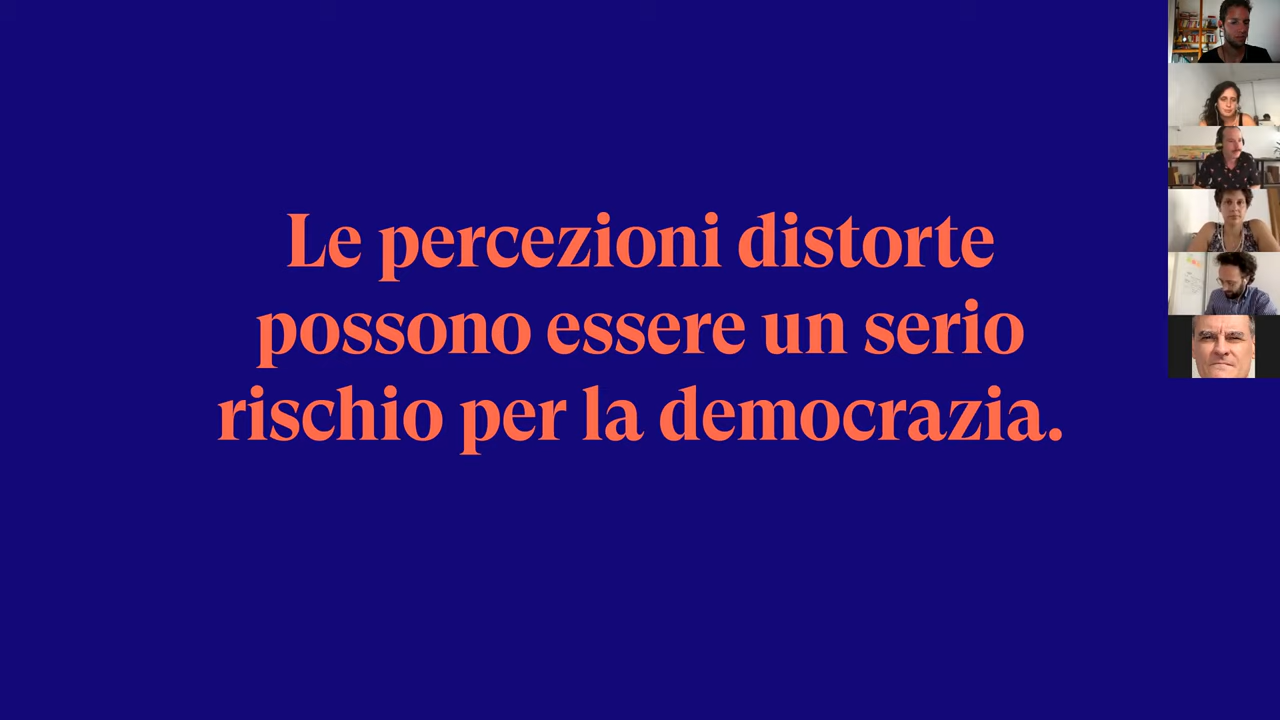 Le percezioni distorte
possono essere un serio
rischio per la democrazia.